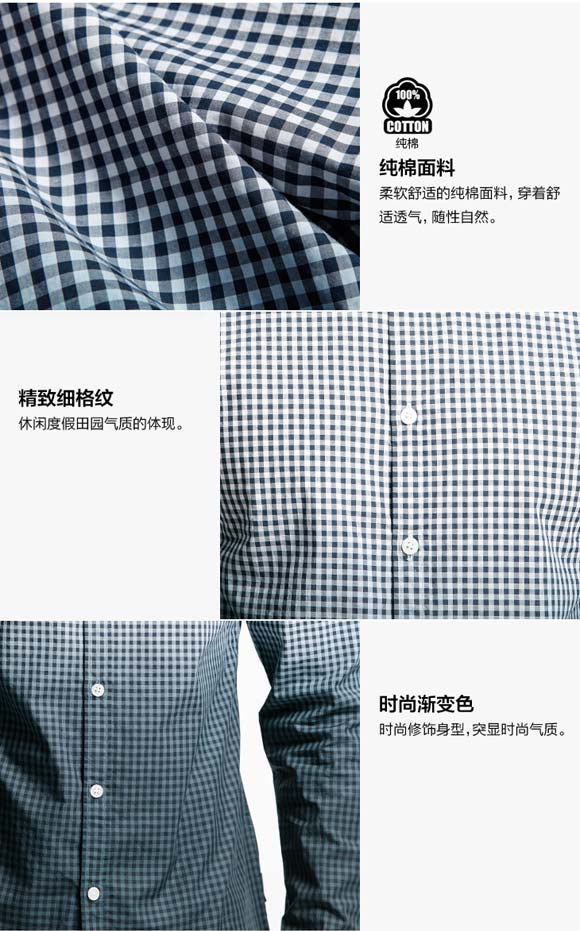 100%
COTTON
纯棉
纯棉面料
柔软舒适的纯棉面料，穿着舒
适透气，随性自然。
精致细格纹
休闲度假田园气质的体现。
时尚渐变色
时尚修饰身型，突显时尚气质。